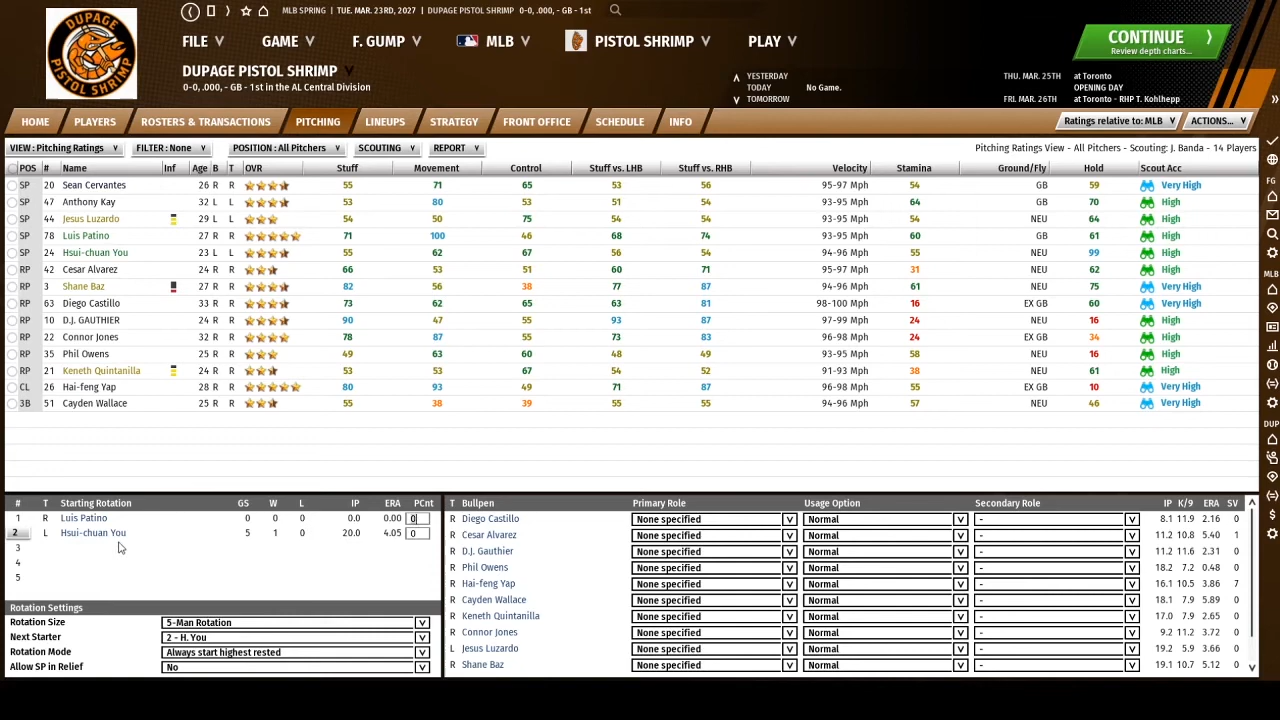 DUPAGE
PISTOL SHRIMP
MLB SPRING | TUE. MAR. 23RD, 2027 | DUPAGE PISTOL SHRIMP 0-0, .000, - GB - 1st
FILE GAME F. GUMP MLB PISTOL SHRIMP PLAY
CONTINUE
Review depth charts...
DUPAGE PISTOL SHRIMP
0-0, .000, - GB - 1st in the AL Central Division
YESTERDAY
TODAY No Game.
TOMORROW
THU. MAR. 25TH at Toronto
OPENING DAY
FRI. MAR. 26TH at Toronto - RHP T. Kohlhepp
HOME PLAYERS ROSTERS & TRANSACTIONS PITCHING LINEUPS STRATEGY FRONT OFFICE SCHEDULE INFO
Ratings relative to: MLB ACTIONS...
VIEW : Pitching Ratings FILTER : None POSITION : All Pitchers SCOUTING REPORT
Pitching Ratings View - All Pitchers - Scouting: J. Banda - 14 Players
POS # Name Inf Age B T OVR Stuff Movement Control Stuff vs. LHB Stuff vs. RHB Velocity Stamina Ground/Fly Hold Scout Acc
SP 20 Sean Cervantes 26 R R 55 71 65 53 56 95-97 Mph 54 GB 59 Very High
SP 47 Anthony Kay 32 L L 53 80 53 51 54 93-95 Mph 64 GB 70 High
SP 44 Jesus Luzardo 29 L L 54 50 75 54 54 93-95 Mph 54 NEU 64 High
SP 78 Luis Patino 27 R R 71 100 46 68 74 93-95 Mph 60 GB 61 High
SP 24 Hsui-chuan You 23 L L 55 62 67 56 54 94-96 Mph 55 NEU 99 High
RP 42 Cesar Alvarez 24 R R 66 53 51 60 71 95-97 Mph 31 NEU 62 High
RP 3 Shane Baz 27 R R 82 56 38 77 87 94-96 Mph 61 NEU 75 Very High
RP 63 Diego Castillo 33 R R 73 62 65 63 81 98-100 Mph 16 EX GB 60 Very High
RP 10 D.J. GAUTHIER 24 R R 90 47 55 93 87 97-99 Mph 24 NEU 16 High
RP 22 Connor Jones 32 R R 78 87 55 73 83 96-98 Mph 24 EX GB 34 High
RP 35 Phil Owens 25 R R 49 63 60 48 49 93-95 Mph 58 NEU 16 High
RP 21 Keneth Quintanilla 24 R R 53 53 67 54 52 91-93 Mph 38 NEU 61 High
CL 26 Hai-feng Yap 28 R R 80 93 49 71 87 94-96 Mph 55 EX GB 10 Very High
3B 51 Cayden Wallace 25 R R 55 38 39 55 55 94-96 Mph 57 NEU 46 Very High
# T Starting Rotation GS W L IP ERA PCnt
1 R Luis Patino 0 0 0 0.0 0.00 0
2 L Hsui-chuan You 5 1 0 20.0 4.05 0
3
4
5
Rotation Settings
Rotation Size 5-Man Rotation
Next Starter 2 - H. You
Rotation Mode Always start highest rested
Allow SP in Relief No
T Bullpen Primary Role Usage Option Secondary Role IP K/9 ERA SV
R Diego Castillo None specified Normal - 8.1 11.9 2.16 0
R Cesar Alvarez None specified Normal - 11.2 10.8 5.40 1
R D.J. Gauthier None specified Normal - 11.2 11.6 2.31 0
R Phil Owens None specified Normal - 18.2 7.2 0.48 0
R Hai-feng Yap None specified Normal - 16.1 10.5 3.86 7
R Cayden Wallace None specified Normal - 18.1 7.9 5.89 0
R Keneth Quintanilla None specified Normal - 17.0 7.9 2.65 0
R Connor Jones None specified Normal - 9.2 11.2 3.72 0
L Jesus Luzardo None specified Normal - 19.2 5.9 3.66 0
R Shane Baz None specified Normal - 19.1 10.7 5.12 0
FG
MLB
DUP